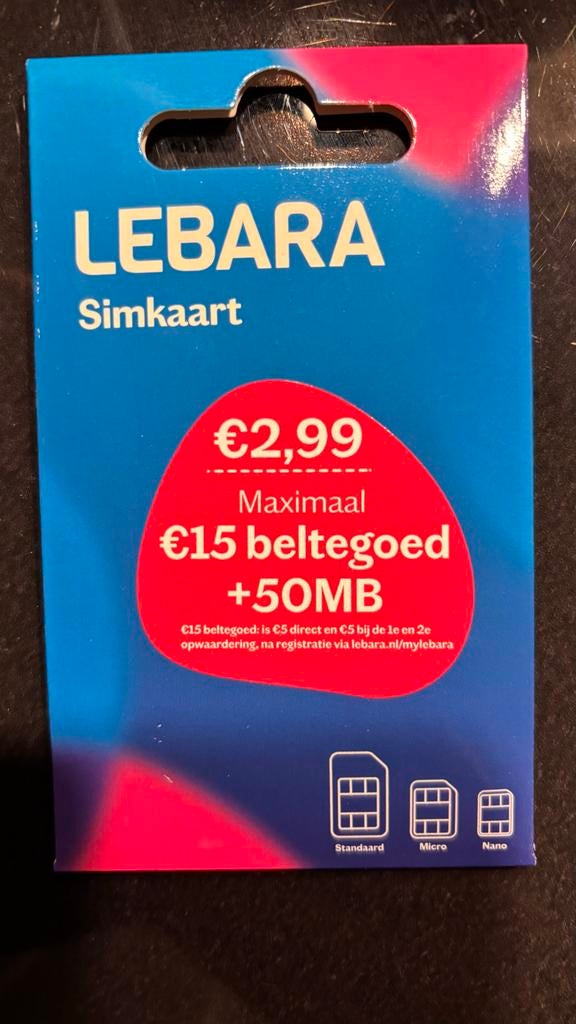 LEBARA
Simkaart
€2,99
Maximaal
€15 beltegoed
+50MB
€15 beltegoed: is €5 direct en €5 bij de 1e en 2e
opwaardering, na registratie via lebara.nl/mylebara
Standaard Micro Nano